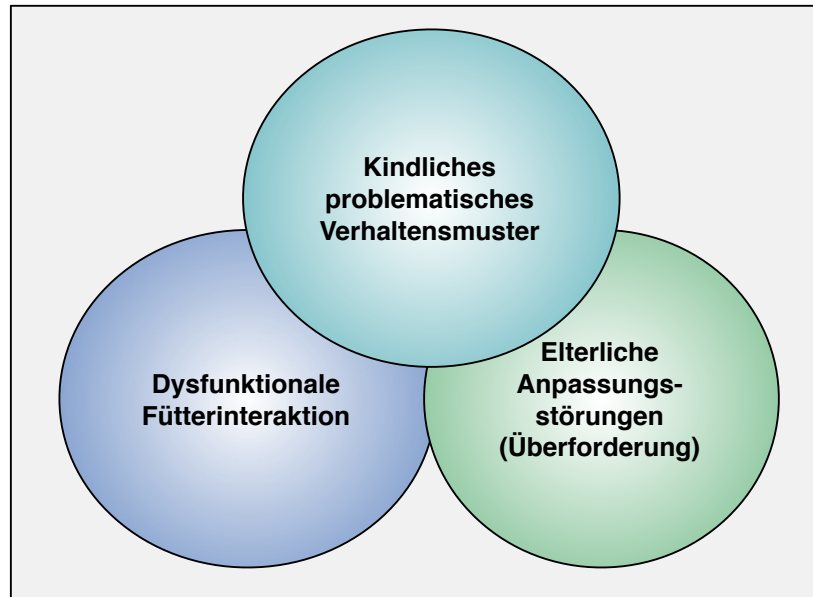 Kindliches
problematisches
Verhaltensmuster
Dysfunktionale
Fütterinteraktion
Elterliche
Anpassungs-
störungen
(Überforderung)